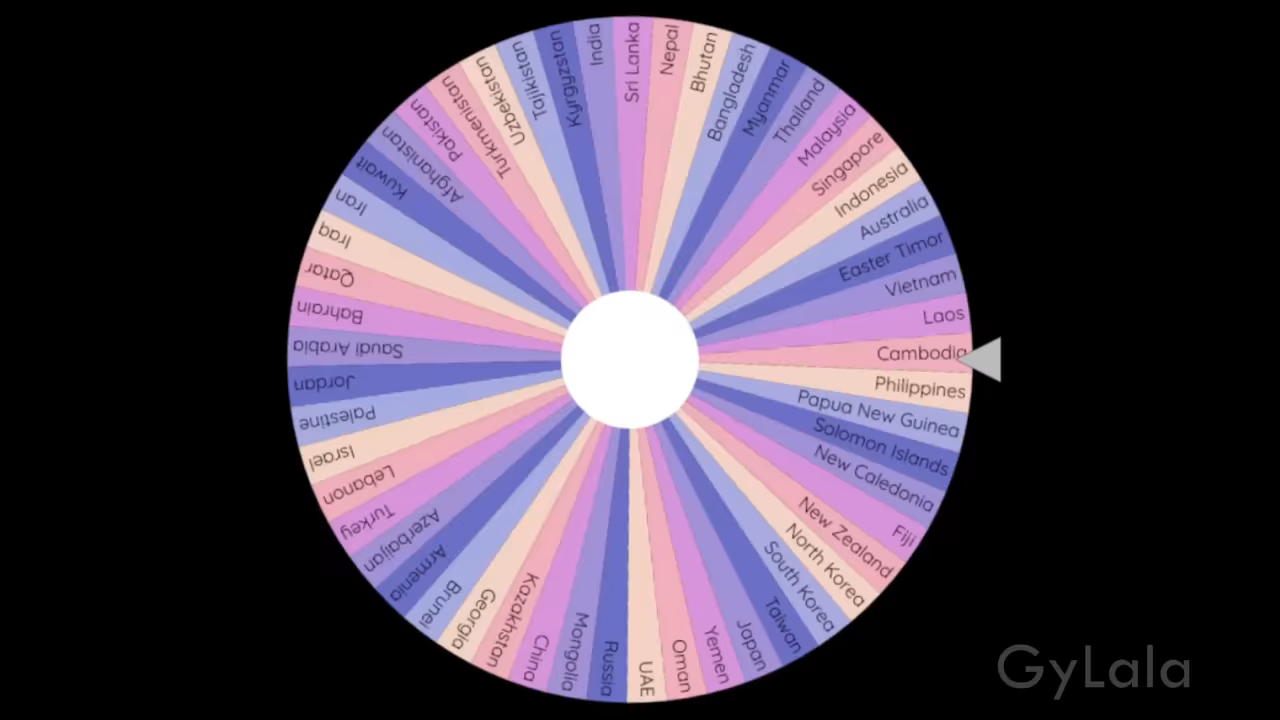 Sri Lanka
Nepal
Bhutan
Bangladesh
Myanmar
Thailand
Malaysia
Singapore
Indonesia
Australia
Easter Timor
Vietnam
Laos
Cambodia
Philippines
Papua New Guinea
Solomon Islands
New Caledonia
Fiji
New Zealand
North Korea
South Korea
Taiwan
Japan
Yemen
Oman
UAE
Russia
Mongolia
China
Kazakhstan
Georgia
Brunei
Armenia
Azerbaijan
Turkey
Lebanon
Israel
Palestine
Jordan
Saudi Arabia
Bahrain
Qatar
Iraq
Iran
Kuwait
Afghanistan
Pakistan
Turkmenistan
Uzbekistan
Tajikistan
Kyrgyzstan
India
GyLala